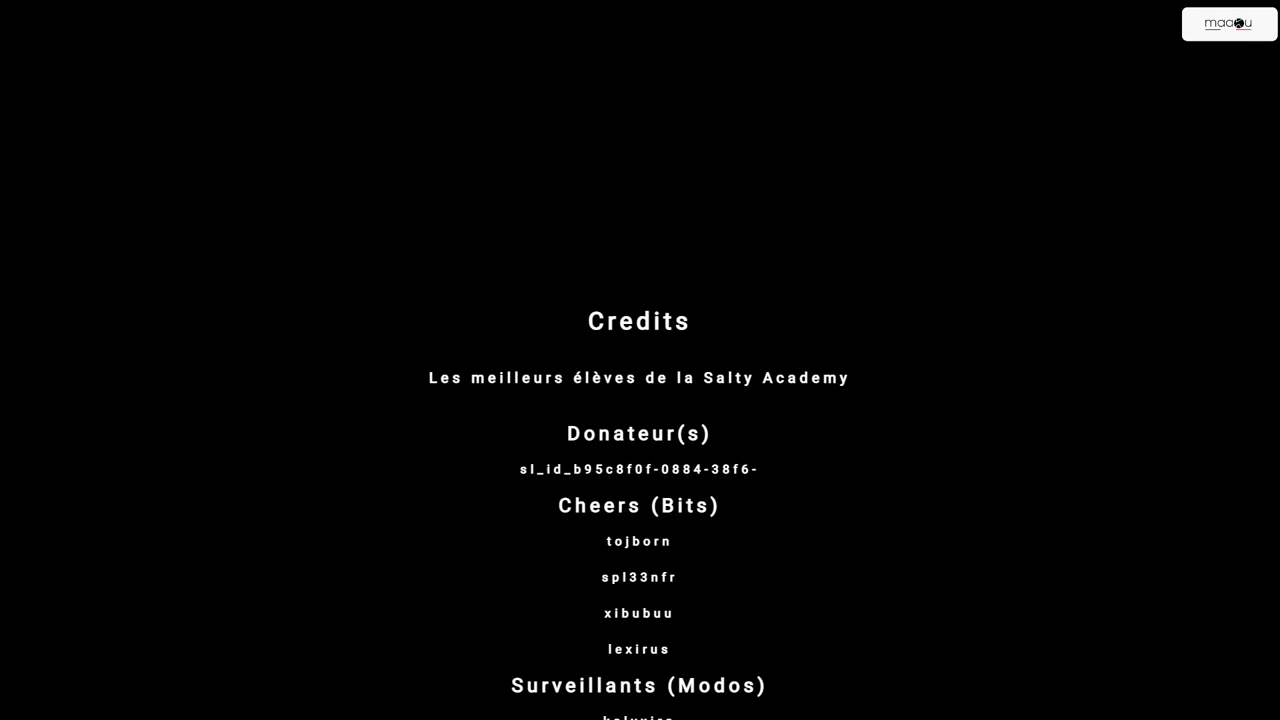 Credits
Les meilleurs élèves de la Salty Academy
Donateur(s)
sl_id_b95c8f0f-0884-38f6-
Cheers (Bits)
tojborn
spl33nfr
xibubuu
lexirus
Surveillants (Modos)